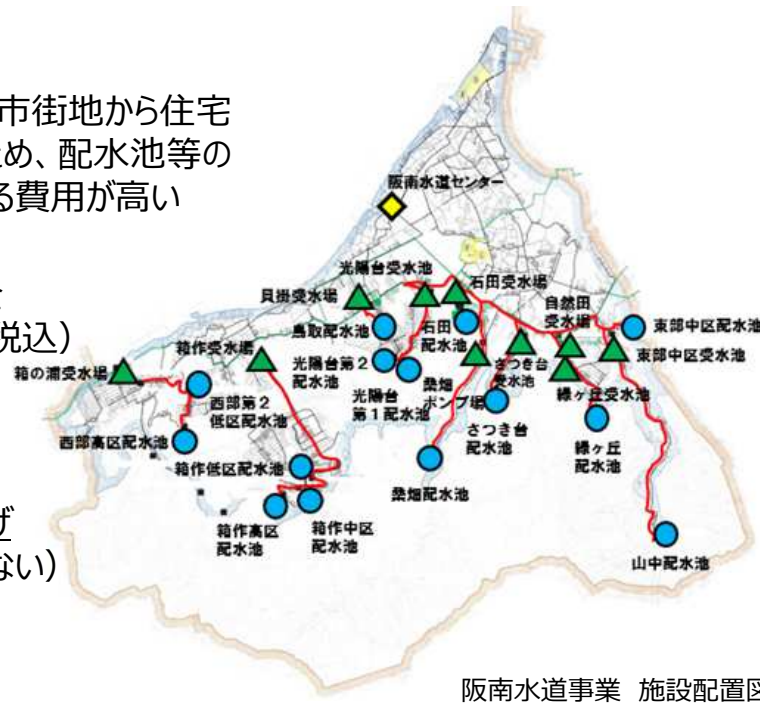 市街地から住宅
ため、配水池等の
る費用が高い
税込）
ない）
阪南水道センター
光陽台受水池
石田受水場
貝掛受水場
自然田
受水場
鳥取配水池
石田
配水池
東部中区配水池
箱作受水場
光陽台第２
配水池
さつき台
受水池
東部中区受水池
箱の浦受水場
西部第２
低区配水池
光陽台
第１配水池
桑畑
ポンプ場
緑ヶ丘受水池
さつき台
配水池
緑ヶ丘
配水池
西部高区配水池
箱作低区配水池
桑畑配水池
箱作高区
配水池
箱作中区
配水池
山中配水池
阪南水道事業 施設配置図